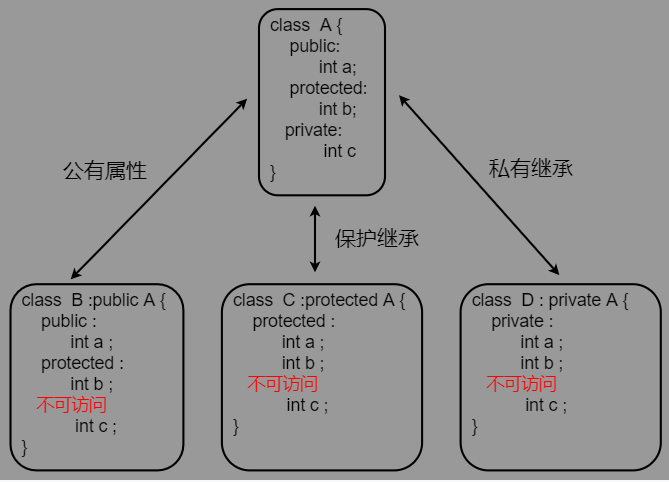 class A {
public:
int a;
protected:
int b;
private:
int c
}
公有属性
私有继承
保护继承
class B :public A {
public :
int a ;
protected :
int b ;
不可访问
int c ;
}
class C :protected A {
protected :
int a ;
int b ;
不可访问
int c ;
}
class D : private A {
private :
int a ;
int b ;
不可访问
int c ;
}